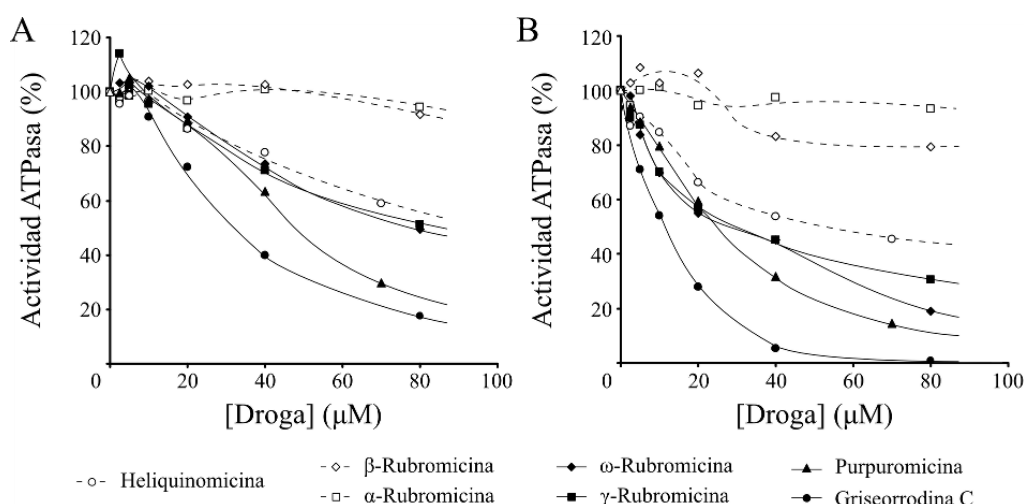 A
B
120
100
80
60
40
20
0
20
40
60
80
100
Actividad ATPasa (%)
[Droga] (μM)
120
100
80
60
40
20
0
20
40
60
80
100
Actividad ATPasa (%)
[Droga] (μM)
Heliquinomicina
β-Rubromicina
α-Rubromicina
ω-Rubromicina
γ-Rubromicina
Purpuromicina
Griseorrodina C